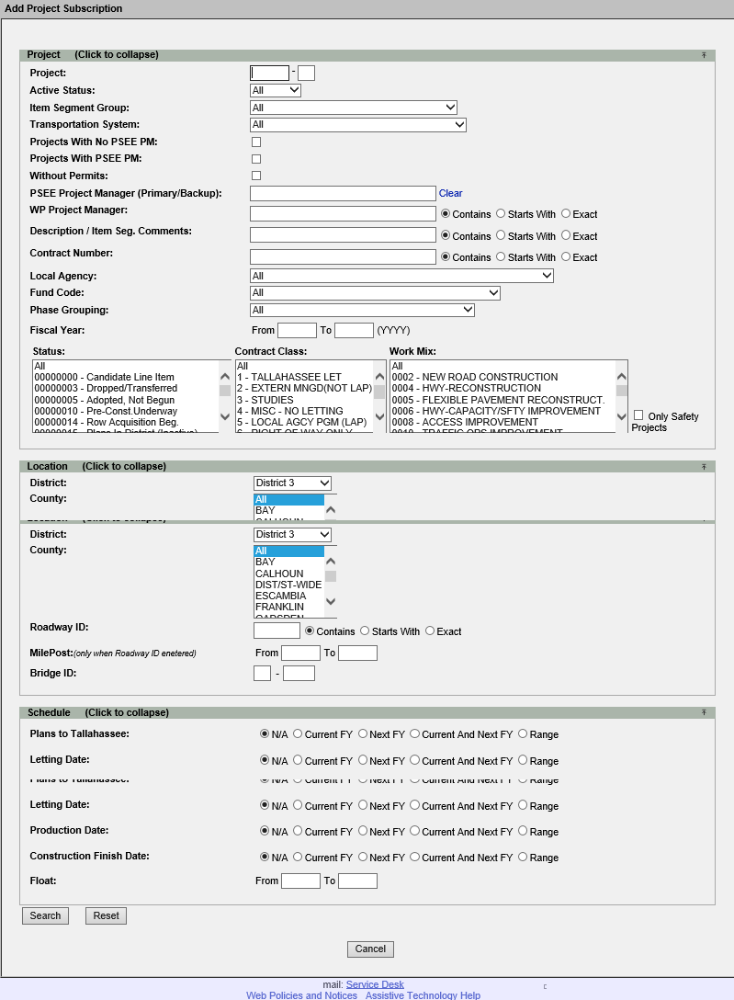 Add Project Subscription
Project (Click to collapse)
Project: -
Active Status: All
Item Segment Group: All
Transportation System: All
Projects With No PSEE PM:
Projects With PSEE PM:
Without Permits:
PSEE Project Manager (Primary/Backup): Clear
WP Project Manager: Contains Starts With Exact
Description / Item Seg. Comments: Contains Starts With Exact
Contract Number: Contains Starts With Exact
Local Agency: All
Fund Code: All
Phase Grouping: All
Fiscal Year: From To (YYYY)
Status: Contract Class: Work Mix:
All All All
00000000 - Candidate Line Item 1 - TALLAHASSEE LET 0002 - NEW ROAD CONSTRUCTION
00000003 - Dropped/Transferred 2 - EXTERN MNGD(NOT LAP) 0004 - HWY-RECONSTRUCTION
00000005 - Adopted, Not Begun 3 - STUDIES 0005 - FLEXIBLE PAVEMENT RECONSTRUCT.
00000010 - Pre-Const.Underway 4 - MISC - NO LETTING 0006 - HWY-CAPACITY/SFTY IMPROVEMENT
00000014 - Row Acquisition Beg. 5 - LOCAL AGCY PGM (LAP) 0008 - ACCESS IMPROVEMENT Only Safety Projects
00000015 - Plans In District (Inactive) 6 - RIGHT OF WAY ONLY 0010 - TRAFFIC OPS IMPROVEMENT
Location (Click to collapse)
District: District 3
County: All
BAY
CALHOUN
Location (Click to collapse)
District: District 3
County: All
BAY
CALHOUN
DIST/ST-WIDE
ESCAMBIA
FRANKLIN
GADSDEN
Roadway ID: Contains Starts With Exact
MilePost:(only when Roadway ID enetered) From To
Bridge ID: -
Schedule (Click to collapse)
Plans to Tallahassee: N/A Current FY Next FY Current And Next FY Range
Letting Date: N/A Current FY Next FY Current And Next FY Range
Plans to Tallahassee: N/A Current FY Next FY Current And Next FY Range
Letting Date: N/A Current FY Next FY Current And Next FY Range
Production Date: N/A Current FY Next FY Current And Next FY Range
Construction Finish Date: N/A Current FY Next FY Current And Next FY Range
Float: From To
Search Reset
Cancel
mail: Service Desk
Web Policies and Notices Assistive Technology Help